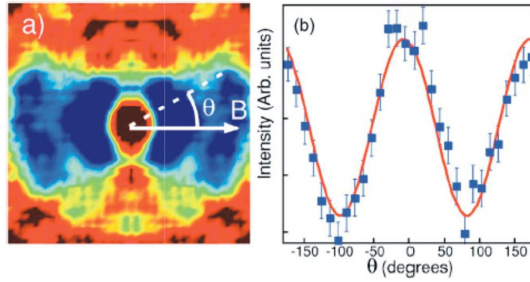 a)
θ
B
(b)
Intensity (Arb. units)
-150 -100 -50 0 50 100 150
θ (degrees)